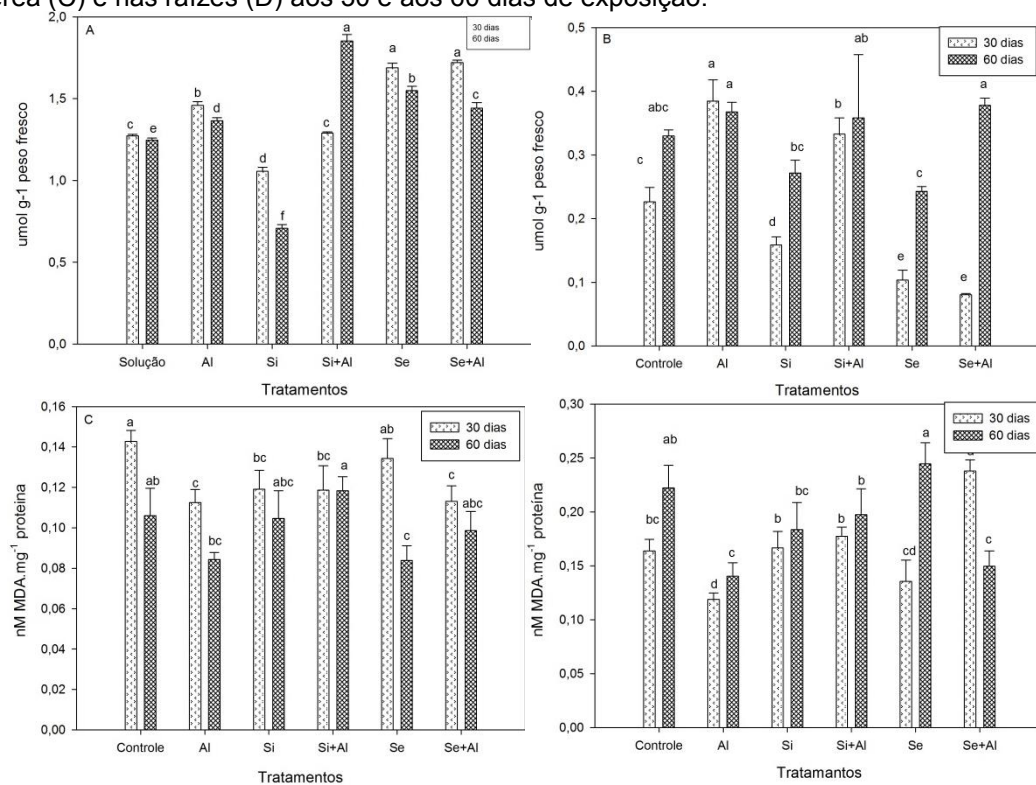 érea (C) e nas raízes (D) aos 30 e aos 60 dias de exposição.
A
30 dias
60 dias
umol g-1 peso fresco
2,0
1,5
1,0
0,5
0,0
c e b d d f c a a b a c
Solução Al Si Si+Al Se Se+Al
Tratamentos
B
30 dias
60 dias
umol g-1 peso fresco
0,5
0,4
0,3
0,2
0,1
0,0
c abc a a d bc b ab e c e a
Controle Al Si Si+Al Se Se+Al
Tratamentos
C
30 dias
60 dias
nM MDA.mg⁻¹ proteína
0,16
0,14
0,12
0,10
0,08
0,06
0,04
0,02
0,00
a ab c bc bc abc bc a ab c c abc
Controle Al Si Si+Al Se Se+Al
Tratamentos
30 dias
60 dias
nM MDA.mg⁻¹ proteína
0,30
0,25
0,20
0,15
0,10
0,05
0,00
bc ab d c b bc b b cd a c
Controle Al Si Si+Al Se Se+Al
Tratamantos